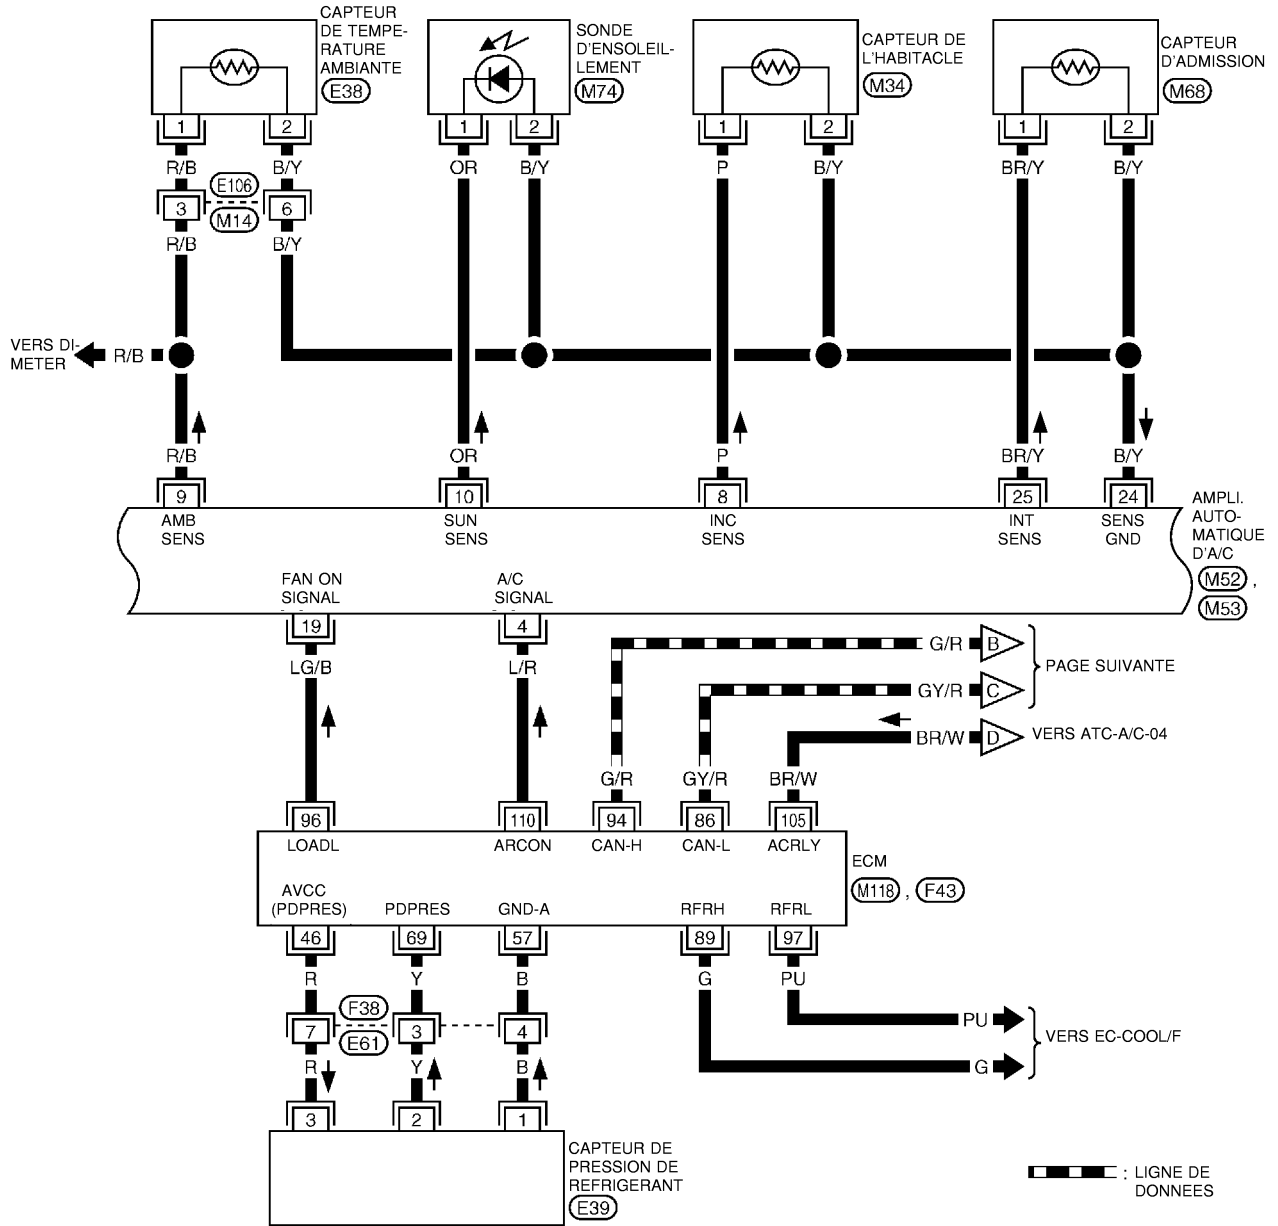 CAPTEUR
DE TEMPE-
RATURE
AMBIANTE
E38
SONDE
D'ENSOLEIL-
LEMENT
M74
CAPTEUR DE
L'HABITACLE
M34
CAPTEUR
D'ADMISSION
M68
1 2 1 2 1 2 1 2
R/B B/Y OR B/Y P B/Y BR/Y B/Y
E106
3 6
M14
R/B B/Y
VERS DI-
METER
R/B
R/B OR P BR/Y B/Y
9 10 8 25 24
AMB
SENS
SUN
SENS
INC
SENS
INT
SENS
SENS
GND
AMPLI.
AUTO-
MATIQUE
D'A/C
M52 ,
M53
FAN ON
SIGNAL
A/C
SIGNAL
19 4
LG/B L/R
G/R B
GY/R C
PAGE SUIVANTE
BR/W D VERS ATC-A/C-04
G/R GY/R BR/W
96 110 94 86 105
LOADL ARCON CAN-H CAN-L ACRLY
ECM
M118 , F43
AVCC
(PDPRES) PDPRES GND-A RFRH RFRL
46 69 57 89 97
R Y B G PU
F38
7 3 4
E61
R Y B
PU
G
VERS EC-COOL/F
3 2 1
CAPTEUR DE
PRESSION DE
REFRIGERANT
E39
: LIGNE DE
DONNEES